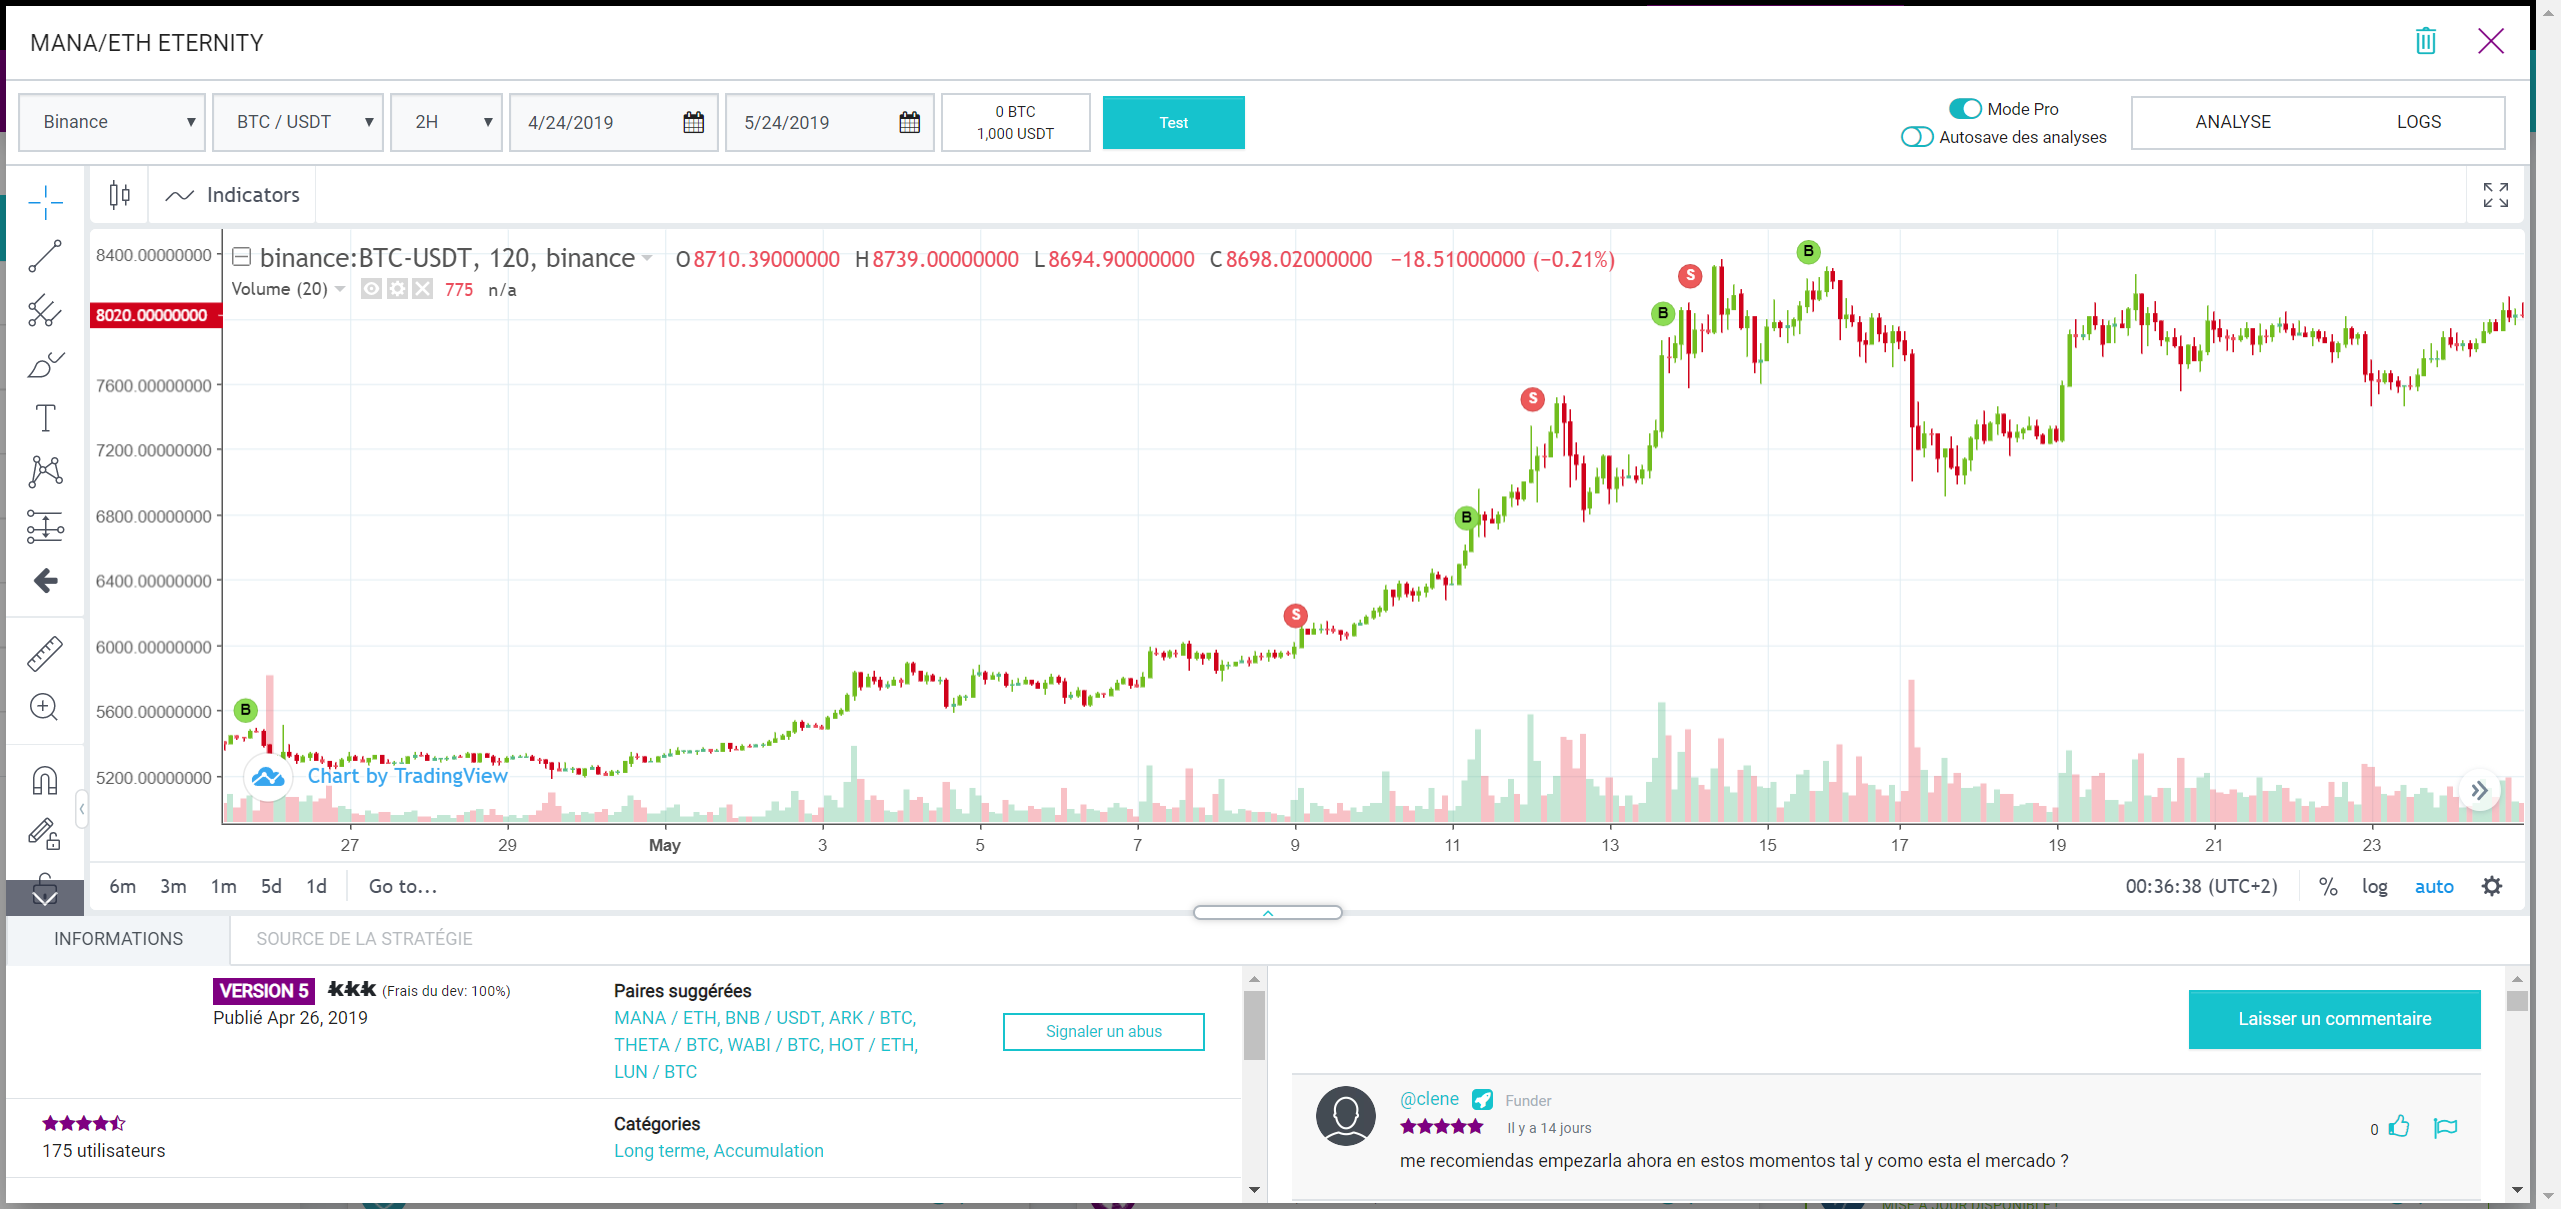 MANA/ETH ETERNITY
Binance
BTC / USDT
2H
4/24/2019
5/24/2019
0 BTC
1,000 USDT
Test
Mode Pro
Autosave des analyses
ANALYSE
LOGS
Indicators
binance:BTC-USDT, 120, binance O8710.39000000 H8739.00000000 L8694.90000000 C8698.02000000 −18.51000000 (−0.21%)
Volume (20) 775 n/a
8400.00000000
8020.00000000
7600.00000000
7200.00000000
6800.00000000
6400.00000000
6000.00000000
5600.00000000
5200.00000000
B
S
B
S
B
S
B
Chart by TradingView
27 29 May 3 5 7 9 11 13 15 17 19 21 23
6m 3m 1m 5d 1d Go to...
00:36:38 (UTC+2) % log auto
INFORMATIONS
SOURCE DE LA STRATÉGIE
VERSION 5 kkk (Frais du dev: 100%)
Publié Apr 26, 2019
175 utilisateurs
Paires suggérées
MANA / ETH, BNB / USDT, ARK / BTC,
THETA / BTC, WABI / BTC, HOT / ETH,
LUN / BTC
Signaler un abus
Catégories
Long terme, Accumulation
Laisser un commentaire
@clene Funder
Il y a 14 jours
0
me recomiendas empezarla ahora en estos momentos tal y como esta el mercado ?